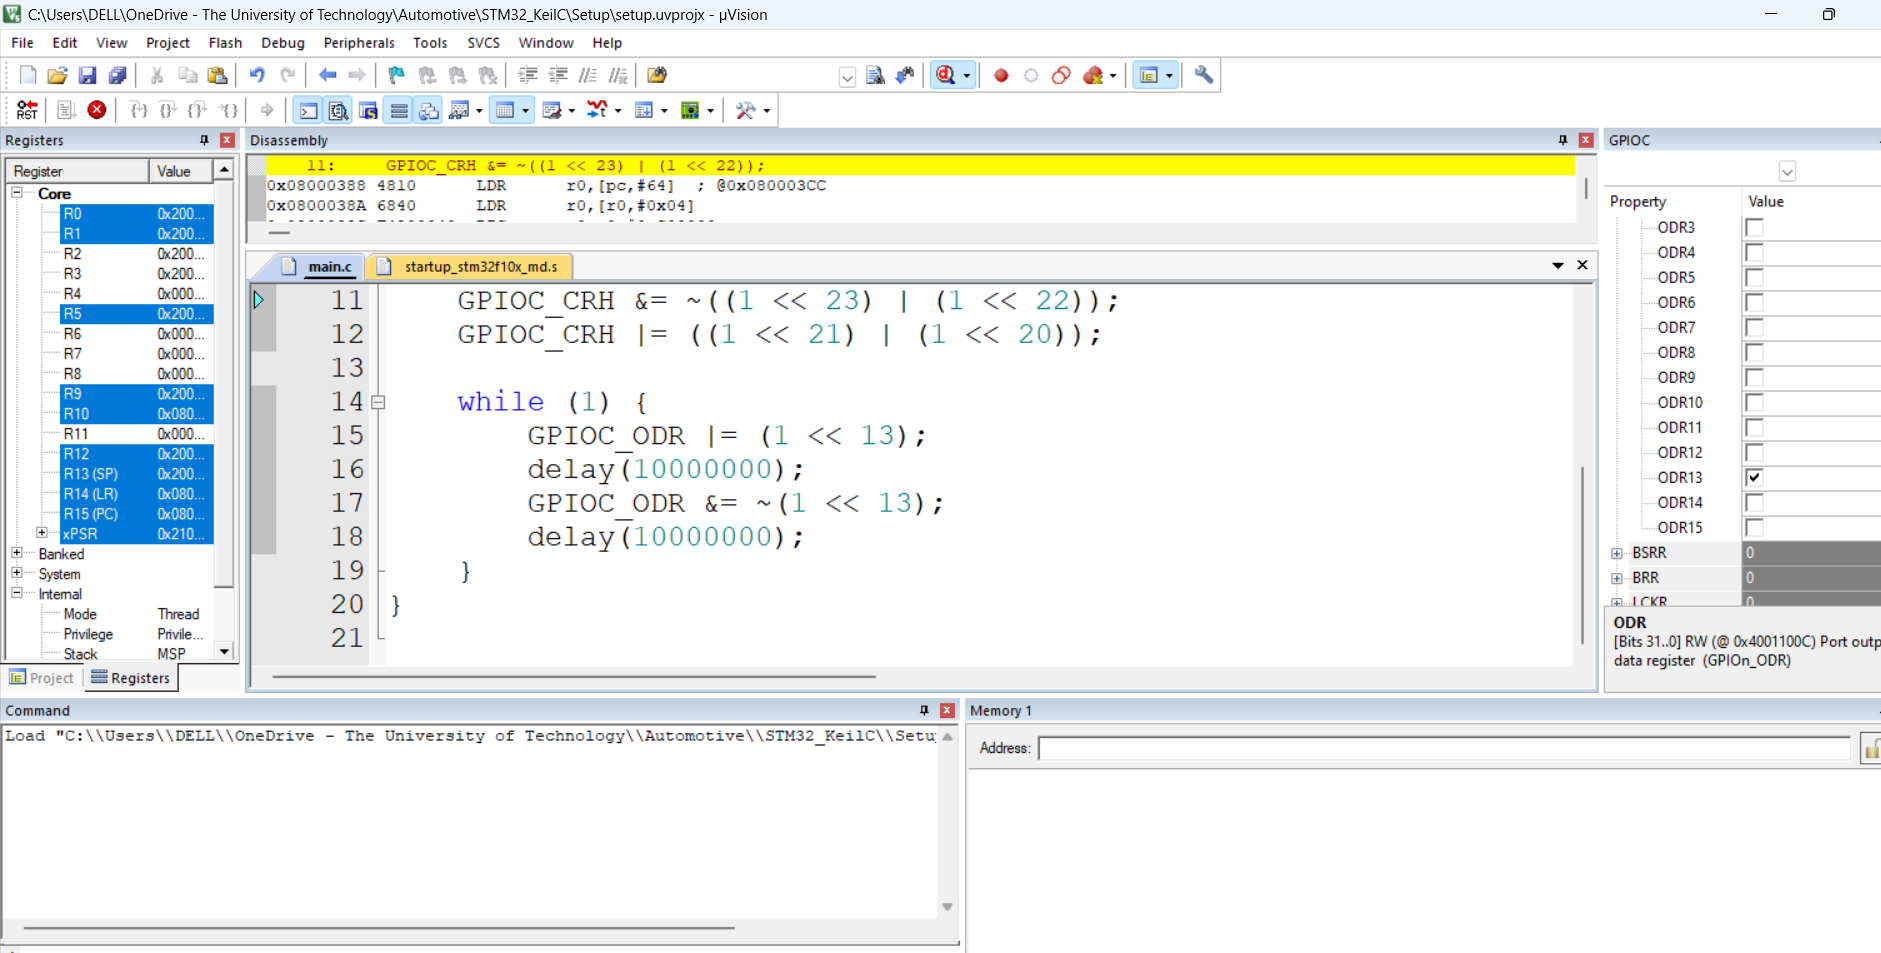 C:\Users\DELL\OneDrive - The University of Technology\Automotive\STM32_KeilC\Setup\setup.uvprojx - µVision
File Edit View Project Flash Debug Peripherals Tools SVCS Window Help
RST
Registers
Register Value
Core
R0 0x200...
R1 0x200...
R2 0x200...
R3 0x200...
R4 0x000...
R5 0x200...
R6 0x000...
R7 0x000...
R8 0x000...
R9 0x200...
R10 0x080...
R11 0x000...
R12 0x200...
R13 (SP) 0x200...
R14 (LR) 0x080...
R15 (PC) 0x080...
xPSR 0x210...
Banked
System
Internal
Mode Thread
Privilege Privile...
Stack MSP
Project Registers
Disassembly
11: GPIOC_CRH &= ~((1 << 23) | (1 << 22));
0x08000388 4810 LDR r0,[pc,#64] ; @0x080003CC
0x0800038A 6840 LDR r0,[r0,#0x04]
main.c startup_stm32f10x_md.s
11 GPIOC_CRH &= ~((1 << 23) | (1 << 22));
12 GPIOC_CRH |= ((1 << 21) | (1 << 20));
13
14 while (1) {
15 GPIOC_ODR |= (1 << 13);
16 delay(10000000);
17 GPIOC_ODR &= ~(1 << 13);
18 delay(10000000);
19 }
20 }
21
GPIOC
Property Value
ODR3
ODR4
ODR5
ODR6
ODR7
ODR8
ODR9
ODR10
ODR11
ODR12
ODR13
ODR14
ODR15
BSRR 0
BRR 0
LCKR 0
ODR
[Bits 31..0] RW (@ 0x4001100C) Port outp
data register (GPIOn_ODR)
Command
Load "C:\\Users\\DELL\\OneDrive - The University of Technology\\Automotive\\STM32_KeilC\\Setu
Memory 1
Address: